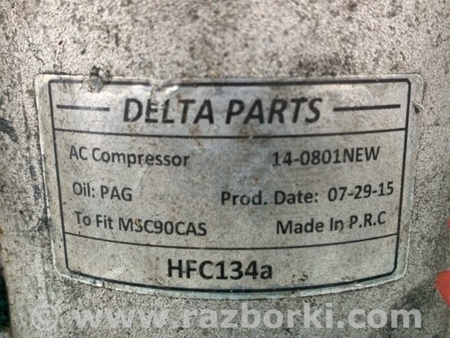 DELTA PARTS
AC Compressor 14-0801NEW
Oil: PAG Prod. Date: 07-29-15
To Fit MSC90CAS Made In P.R.C
HFC134a
© www.razborki.com